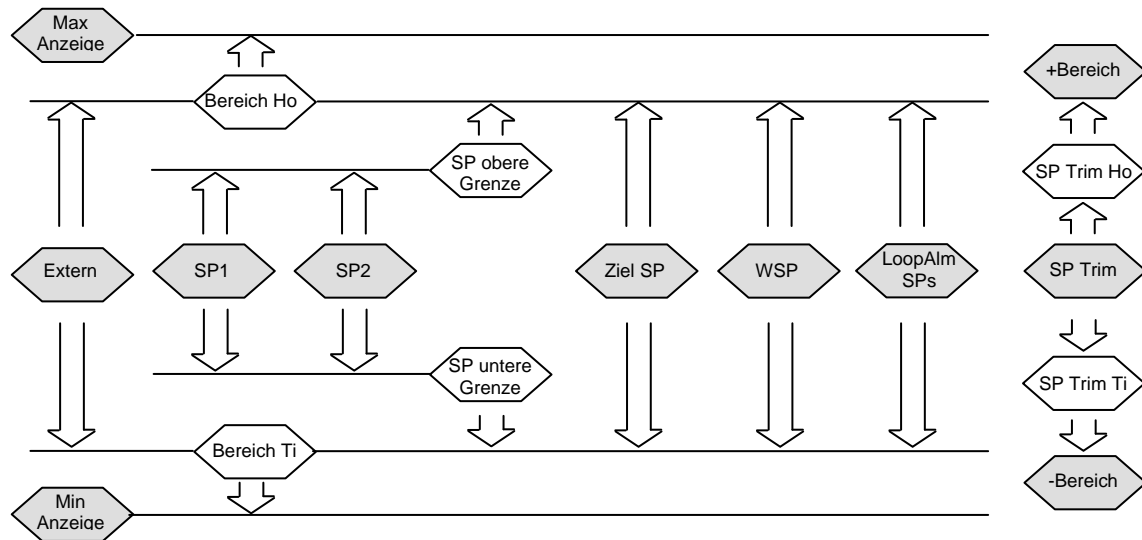 Max
Anzeige
+Bereich
Bereich Ho
SP obere
Grenze
SP Trim Ho
Extern
SP1
SP2
Ziel SP
WSP
LoopAlm
SPs
SP Trim
SP untere
Grenze
SP Trim Ti
Bereich Ti
-Bereich
Min
Anzeige